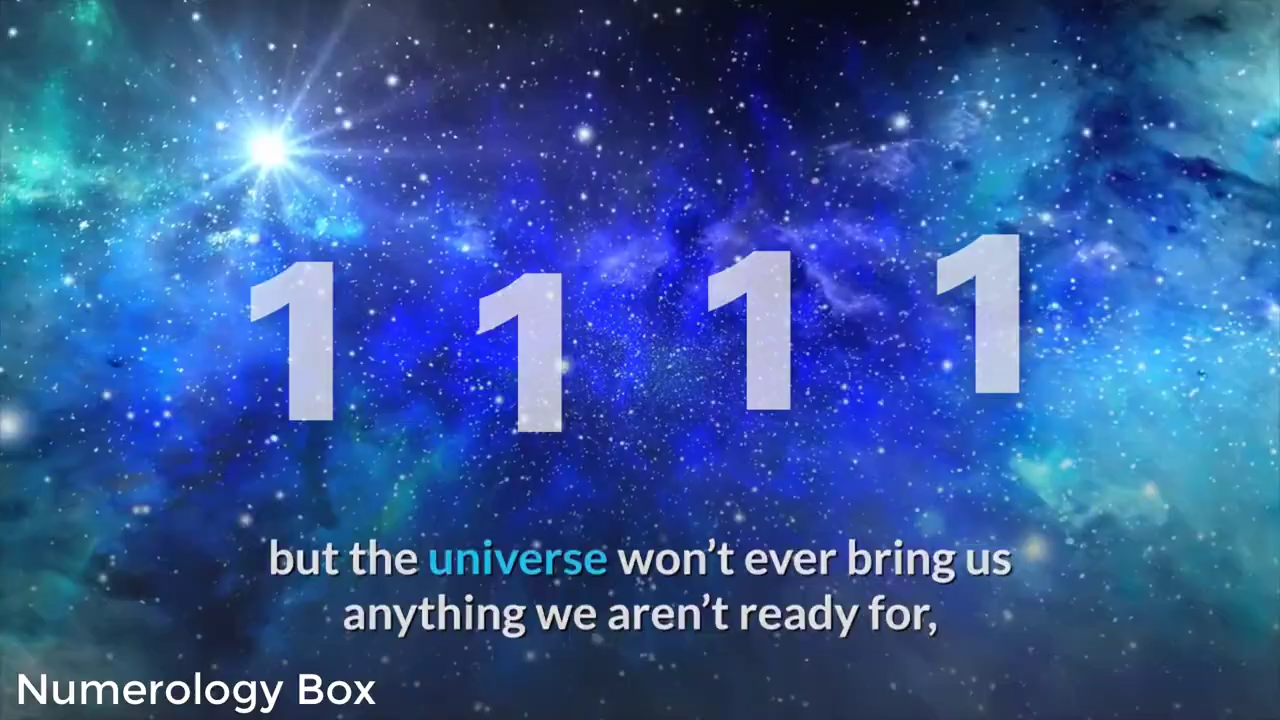 1 1 1 1
but the universe won't ever bring us
anything we aren't ready for,
Numerology Box